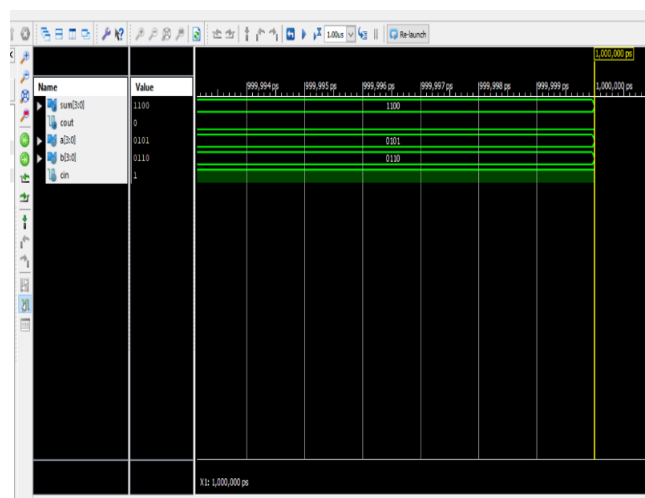 1.00us Re-launch
1,000,000 ps
Name Value 999,994 ps 999,995 ps 999,996 ps 999,997 ps 999,998 ps 999,999 ps 1,000,000 ps
sum[3:0] 1100 1100
cout 0
a[3:0] 0101 0101
b[3:0] 0110 0110
cin 1
X1: 1,000,000 ps